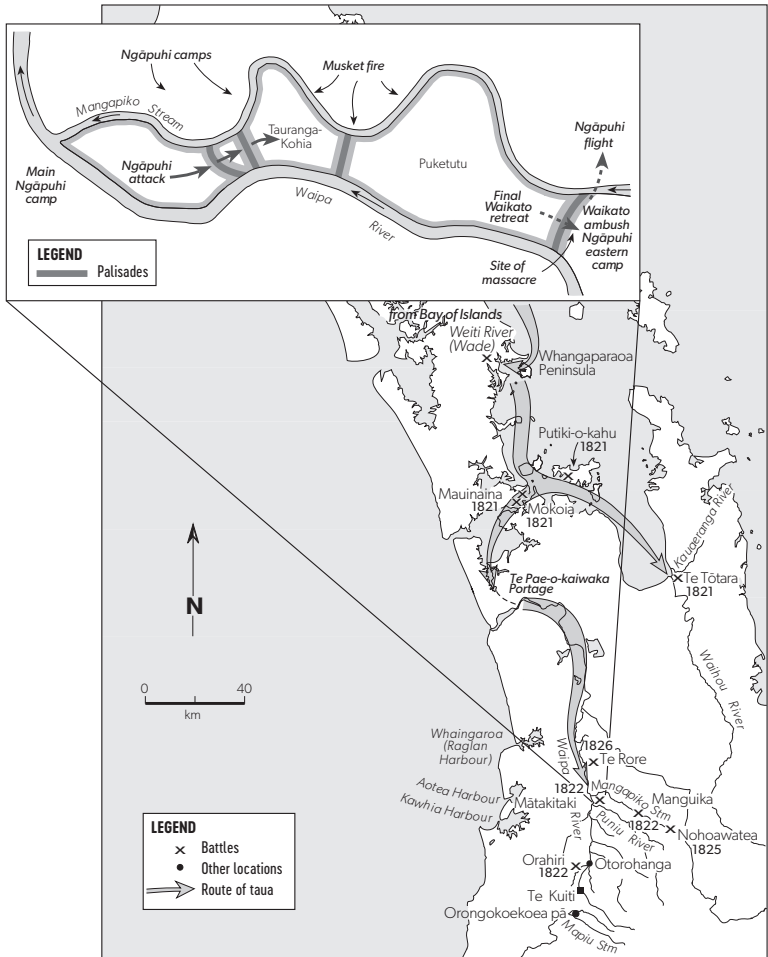 Ngāpuhi camps
Musket fire
Mangapiko Stream
Tauranga-
Kohia
Ngāpuhi
flight
Ngāpuhi
attack
Puketutu
Main
Ngāpuhi
camp
Waipa
River
Final
Waikato
retreat
Waikato
ambush
Ngāpuhi
eastern
camp
Site of
massacre
LEGEND
Palisades
from Bay of Islands
Weiti River
(Wade)
Whangaparaoa
Peninsula
Putiki-o-kahu
1821
Mauinaina
1821
Mokoia
1821
Kauaeranga River
Te Pae-o-kaiwaka
Portage
Te Tōtara
1821
N
0 40
km
Waihou River
Whaingaroa
(Raglan
Harbour)
Waipa
River
1826
Te Rore
Aotea Harbour
Kawhia Harbour
1822
Mātakitaki
Mangapiko Stm
Manguika
1822
Puniu River
Nohoawatea
1825
LEGEND
Battles
Other locations
Route of taua
Orahiri
1822
Otorohanga
Te Kuiti
Orongokoekoea pā
Mapiu Stm